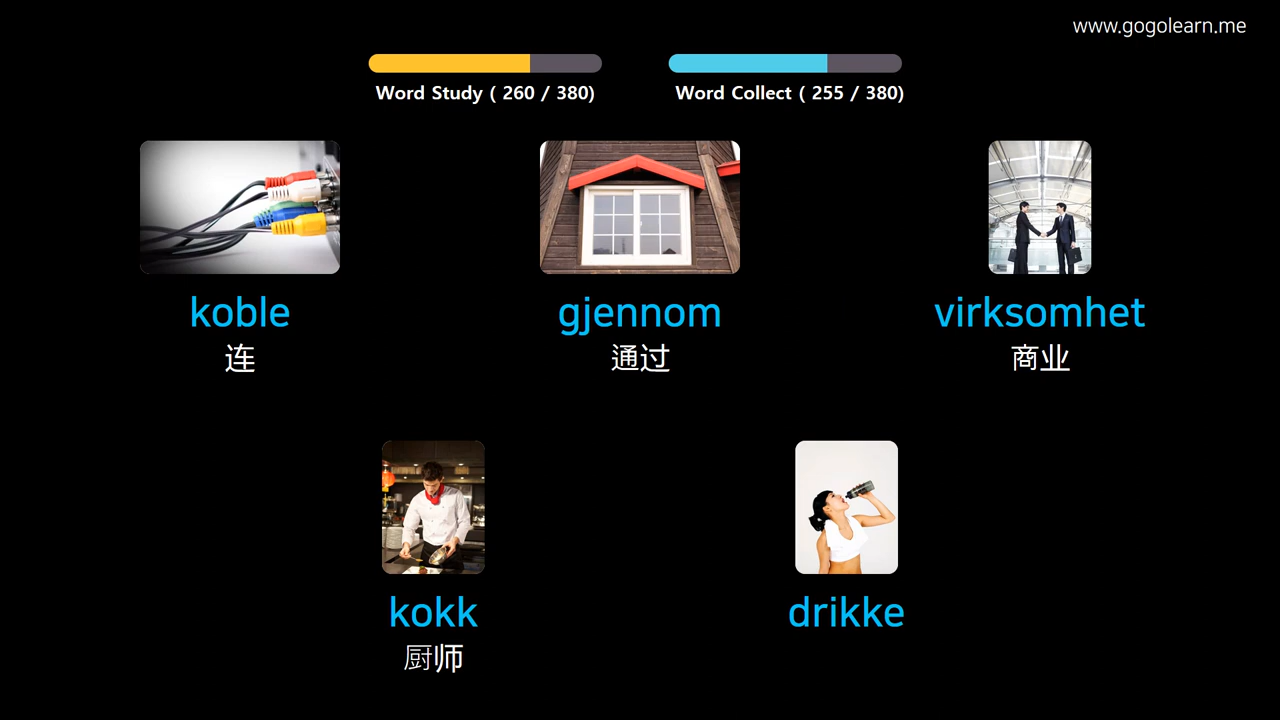 www.gogolearn.me
Word Study ( 260 / 380)
Word Collect ( 255 / 380)
koble
连
gjennom
通过
virksomhet
商业
kokk
厨师
drikke